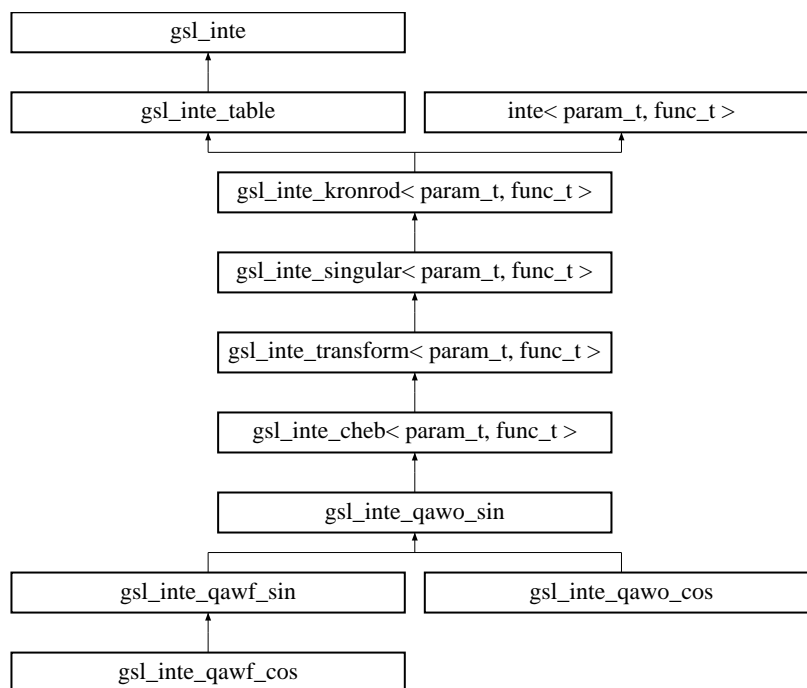 gsl_inte
gsl_inte_table
inte< param_t, func_t >
gsl_inte_kronrod< param_t, func_t >
gsl_inte_singular< param_t, func_t >
gsl_inte_transform< param_t, func_t >
gsl_inte_cheb< param_t, func_t >
gsl_inte_qawo_sin
gsl_inte_qawf_sin
gsl_inte_qawo_cos
gsl_inte_qawf_cos